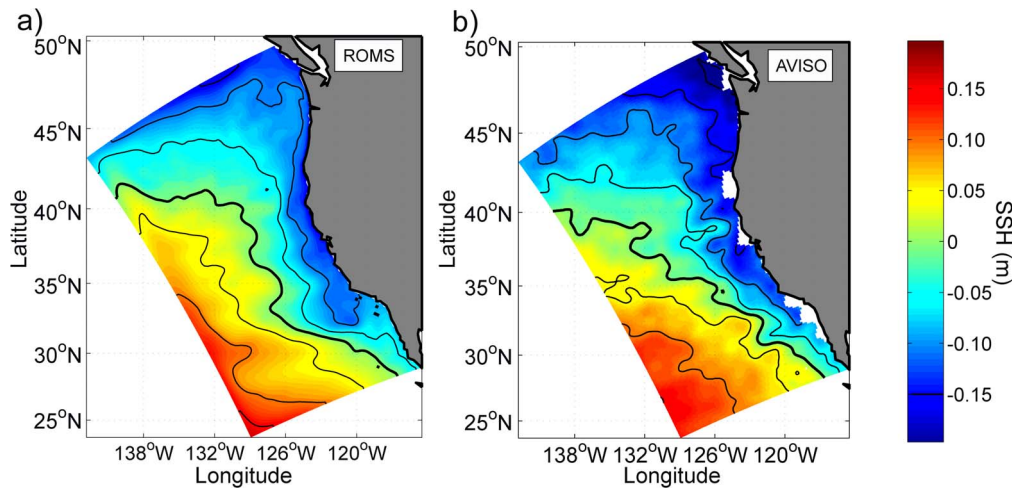 a)
50°N
45°N
40°N
35°N
30°N
25°N
Latitude
138°W 132°W 126°W 120°W
Longitude
ROMS
b)
50°N
45°N
40°N
35°N
30°N
25°N
Latitude
138°W 132°W 126°W 120°W
Longitude
AVISO
0.15
0.10
0.05
0
-0.05
-0.10
-0.15
SSH (m)